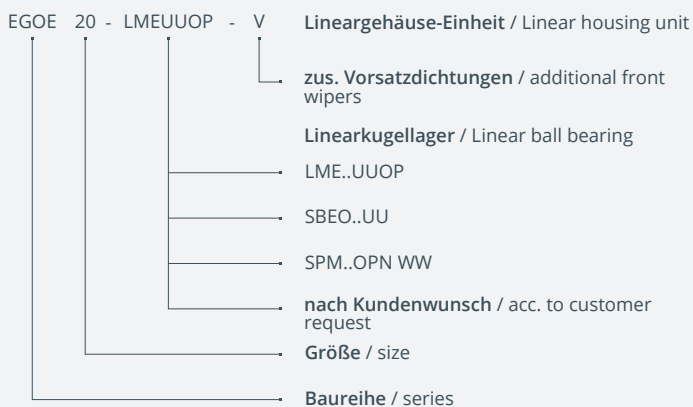 EGOE 20 - LMEUUOP - V
Lineargehäuse-Einheit / Linear housing unit
zus. Vorsatzdichtungen / additional front
wipers
Linearkugellager / Linear ball bearing
LME..UUOP
SBEO..UU
SPM..OPN WW
nach Kundenwunsch / acc. to customer
request
Größe / size
Baureihe / series